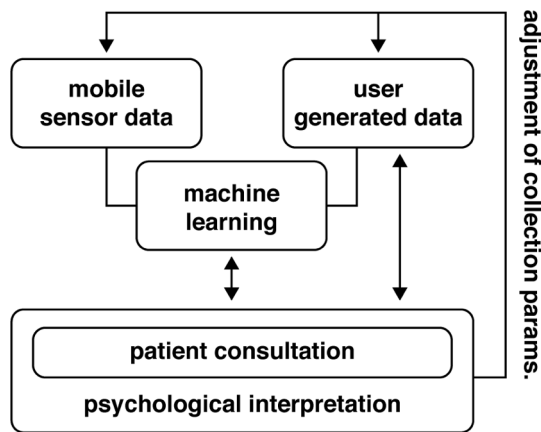 mobile
sensor data
user
generated data
machine
learning
patient consultation
psychological interpretation
adjustment of collection params.